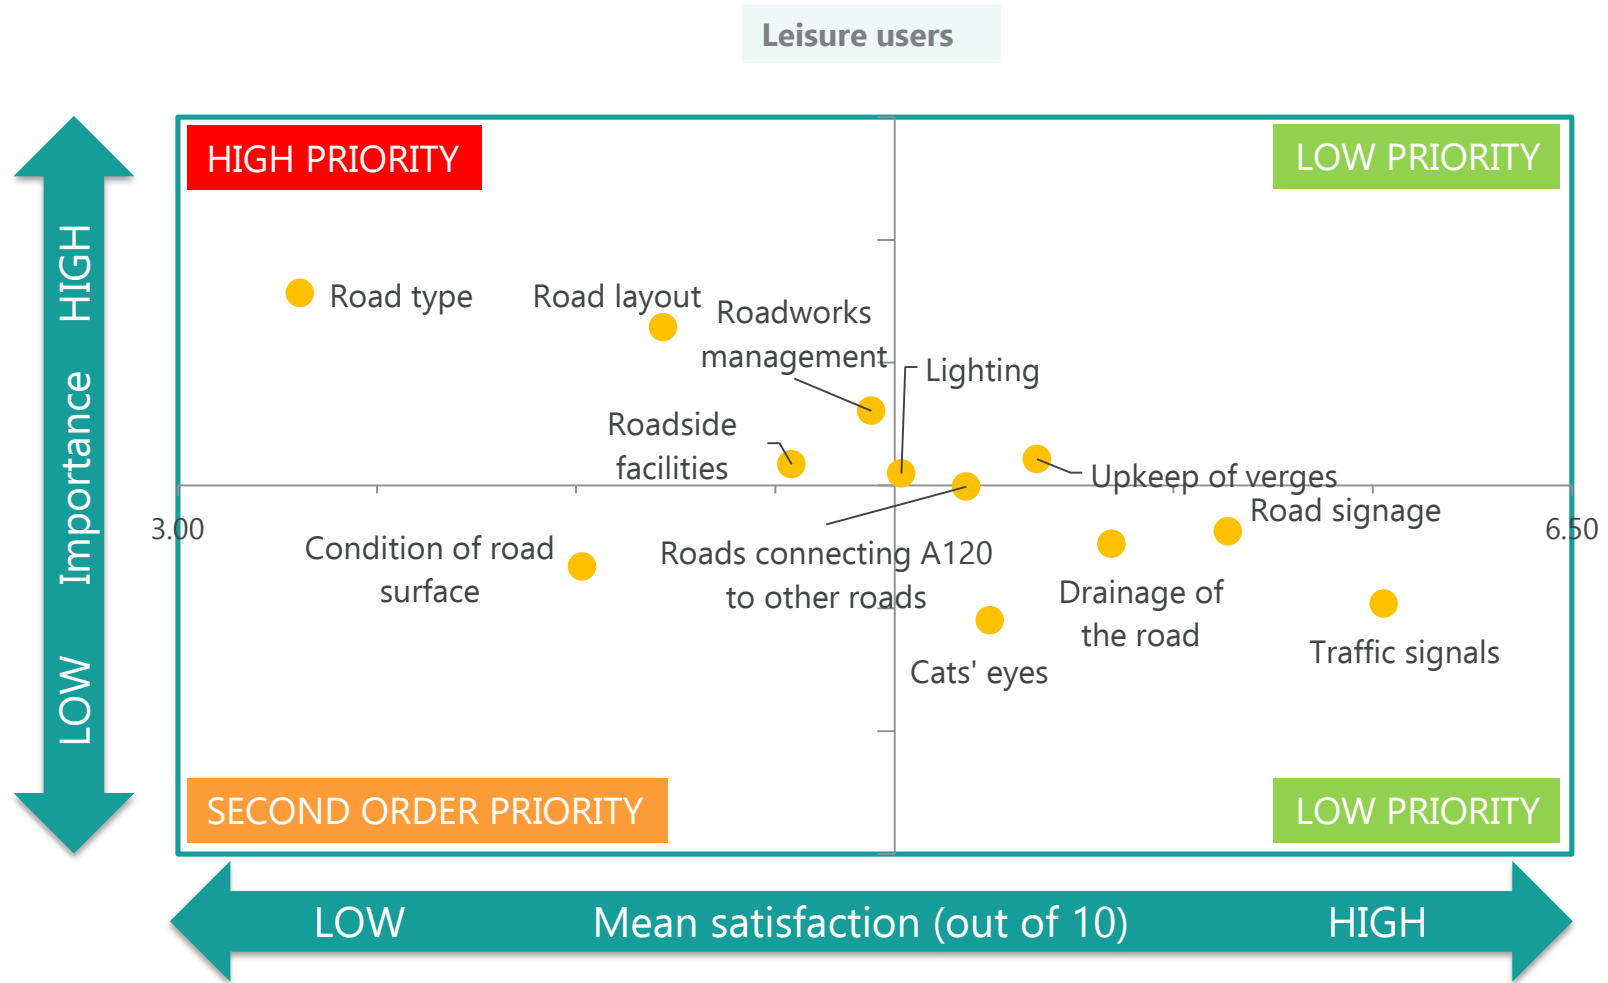 Leisure users
HIGH PRIORITY
LOW PRIORITY
HIGH
Importance
LOW
Road type
Road layout
Roadworks
management
Lighting
Roadside
facilities
Upkeep of verges
Road signage
3.00
6.50
Condition of road
surface
Roads connecting A120
to other roads
Drainage of
the road
Cats' eyes
Traffic signals
SECOND ORDER PRIORITY
LOW PRIORITY
LOW
Mean satisfaction (out of 10)
HIGH